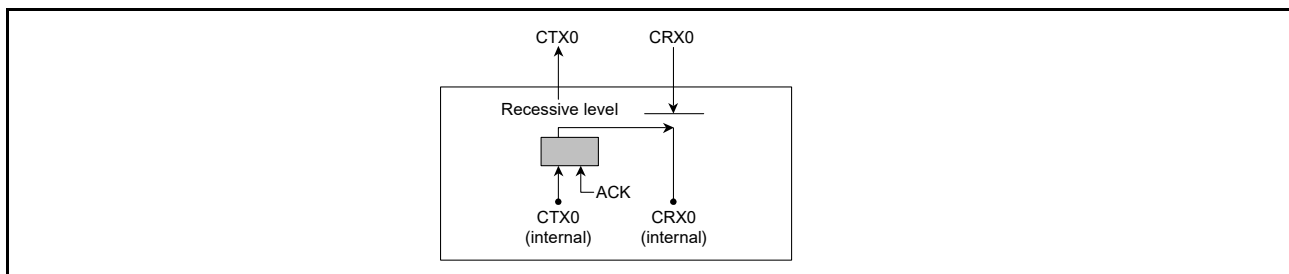 CTX0 CRX0
Recessive level
ACK
CTX0 CRX0
(internal) (internal)